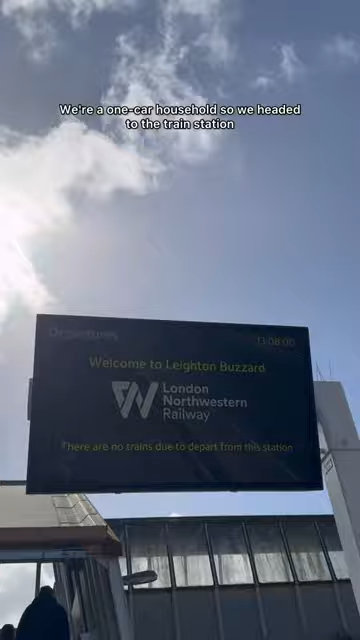 We're a one-car household so we headed
to the train station
Departures
13:08:00
Welcome to Leighton Buzzard
London
Northwestern
Railway
There are no trains due to depart from this station